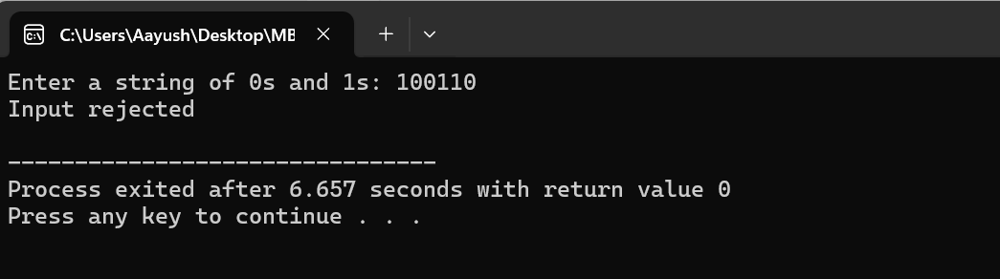 C:\Users\Aayush\Desktop\ME
Enter a string of 0s and 1s: 100110
Input rejected
--------------------------------
Process exited after 6.657 seconds with return value 0
Press any key to continue . . .